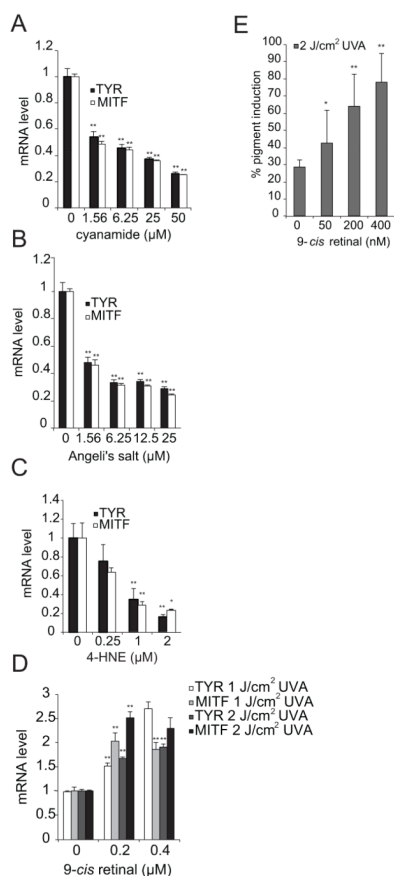 A
1.2
1
0.8
0.6
0.4
0.2
0
mRNA level
TYR
MITF
** ** ** ** ** ** ** **
0 1.56 6.25 25 50
cyanamide (µM)
B
1.2
1
0.8
0.6
0.4
0.2
0
mRNA level
TYR
MITF
** ** ** ** ** ** ** **
0 1.56 6.25 12.5 25
Angeli's salt (µM)
C
1.4
1.2
1
0.8
0.6
0.4
0.2
0
mRNA level
TYR
MITF
** ** ** *
0 0.25 1 2
4-HNE (µM)
D
3
2.5
2
1.5
1
0.5
0
mRNA level
TYR 1 J/cm² UVA
MITF 1 J/cm² UVA
TYR 2 J/cm² UVA
MITF 2 J/cm² UVA
** ** ** ** ** **
0 0.2 0.4
9-cis retinal (µM)
E
100
90
80
70
60
50
40
30
20
10
0
% pigment induction
2 J/cm² UVA
* ** **
0 50 200 400
9-cis retinal (nM)